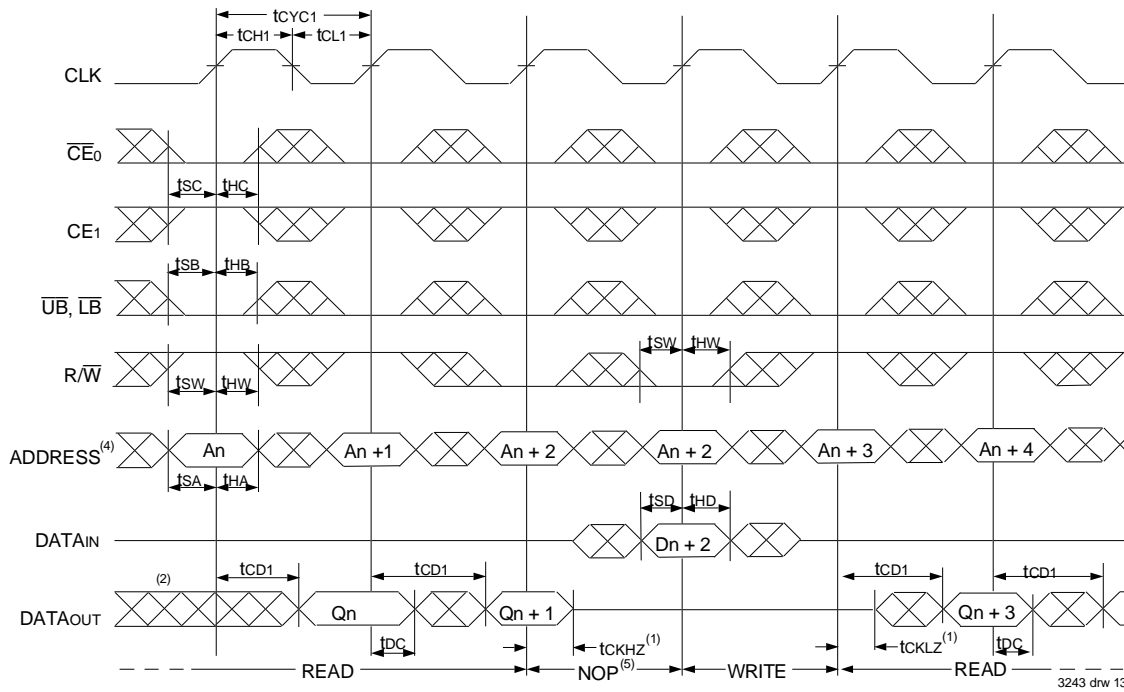 tCYC1
tCH1 tCL1
CLK
CE0
tSC tHC
CE1
tSB tHB
UB, LB
tSW tHW
R/W
tSW tHW
ADDRESS(4) An An +1 An + 2 An + 2 An + 3 An + 4
tSA tHA
tSD tHD
DATAIN Dn + 2
(2) tCD1 tCD1 tCD1 tCD1
DATAOUT Qn Qn + 1 Qn + 3
tDC tCKHZ(1) tCKLZ(1) tDC
READ NOP(5) WRITE READ
3243 drw 13